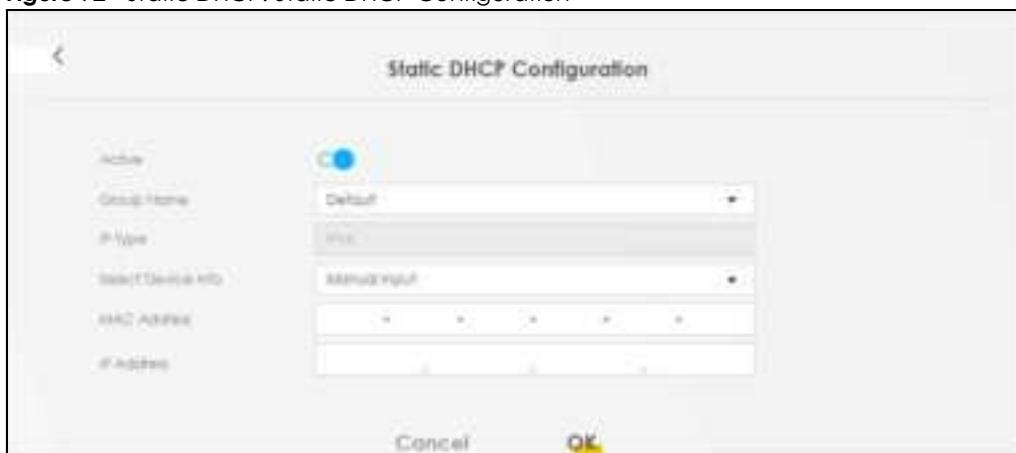 Static DHCP Configuration
Active
Group Name
Default
IP Type
IPv4
Select Device Info
Manual Input
MAC Address
- - - - -
IP Address
. . .
Cancel
OK